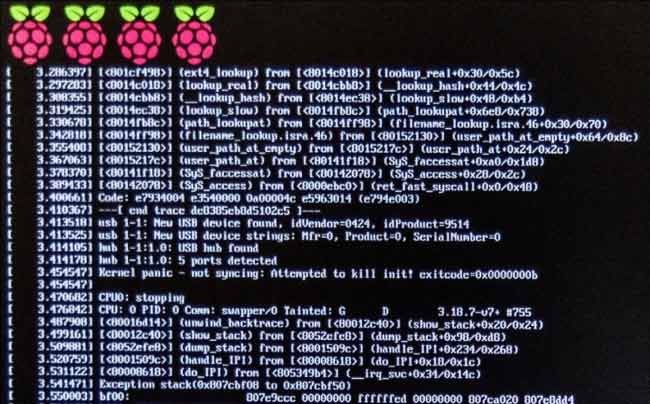 [    3.286397] [<801cf498>] (ext4_lookup) from [<8014c018>] (lookup_real+0x30/0x5c)
[    3.297283] [<8014c018>] (lookup_real) from [<8014cbb8>] (__lookup_hash+0x44/0x4c)
[    3.308355] [<8014cbb8>] (__lookup_hash) from [<8014ec38>] (lookup_slow+0x48/0xb4)
[    3.319425] [<8014ec38>] (lookup_slow) from [<8014fb8c>] (path_lookupat+0x6e8/0x738)
[    3.330678] [<8014fb8c>] (path_lookupat) from [<8014ff98>] (filename_lookup.isra.46+0x30/0x70)
[    3.342818] [<8014ff98>] (filename_lookup.isra.46) from [<80152130>] (user_path_at_empty+0x64/0x8c)
[    3.355408] [<80152130>] (user_path_at_empty) from [<8015217c>] (user_path_at+0x24/0x2c)
[    3.367063] [<8015217c>] (user_path_at) from [<80141f18>] (SyS_faccessat+0xa0/0x1d8)
[    3.378370] [<80141f18>] (SyS_faccessat) from [<80142078>] (SyS_access+0x28/0x2c)
[    3.389433] [<80142078>] (SyS_access) from [<8000ebc0>] (ret_fast_syscall+0x0/0x48)
[    3.400661] Code: e7934004 e3540000 0a00004c e5963014 (e794e003)
[    3.410367] ---[ end trace dc8385eb8d5102c5 ]---
[    3.413518] usb 1-1: New USB device found, idVendor=0424, idProduct=9514
[    3.413525] usb 1-1: New USB device strings: Mfr=0, Product=0, SerialNumber=0
[    3.414105] hub 1-1:1.0: USB hub found
[    3.414178] hub 1-1:1.0: 5 ports detected
[    3.454547] Kernel panic - not syncing: Attempted to kill init! exitcode=0x0000000b
[    3.454547]
[    3.470682] CPU0: stopping
[    3.476842] CPU: 0 PID: 0 Comm: swapper/0 Tainted: G      D       3.18.7-v7+ #755
[    3.487908] [<80016d14>] (unwind_backtrace) from [<80012c40>] (show_stack+0x20/0x24)
[    3.499161] [<80012c40>] (show_stack) from [<8052efe8>] (dump_stack+0x98/0xd8)
[    3.509881] [<8052efe8>] (dump_stack) from [<8001509c>] (handle_IPI+0x234/0x268)
[    3.520759] [<8001509c>] (handle_IPI) from [<80008618>] (do_IPI+0x18/0x1c)
[    3.531122] [<80008618>] (do_IPI) from [<805349b4>] (__irq_svc+0x34/0x14c)
[    3.541471] Exception stack(0x807cbf08 to 0x807cbf50)
[    3.550003] bf00:                   807e9ccc 00000000 ffffffed 00000000 807ca020 807e8dd4